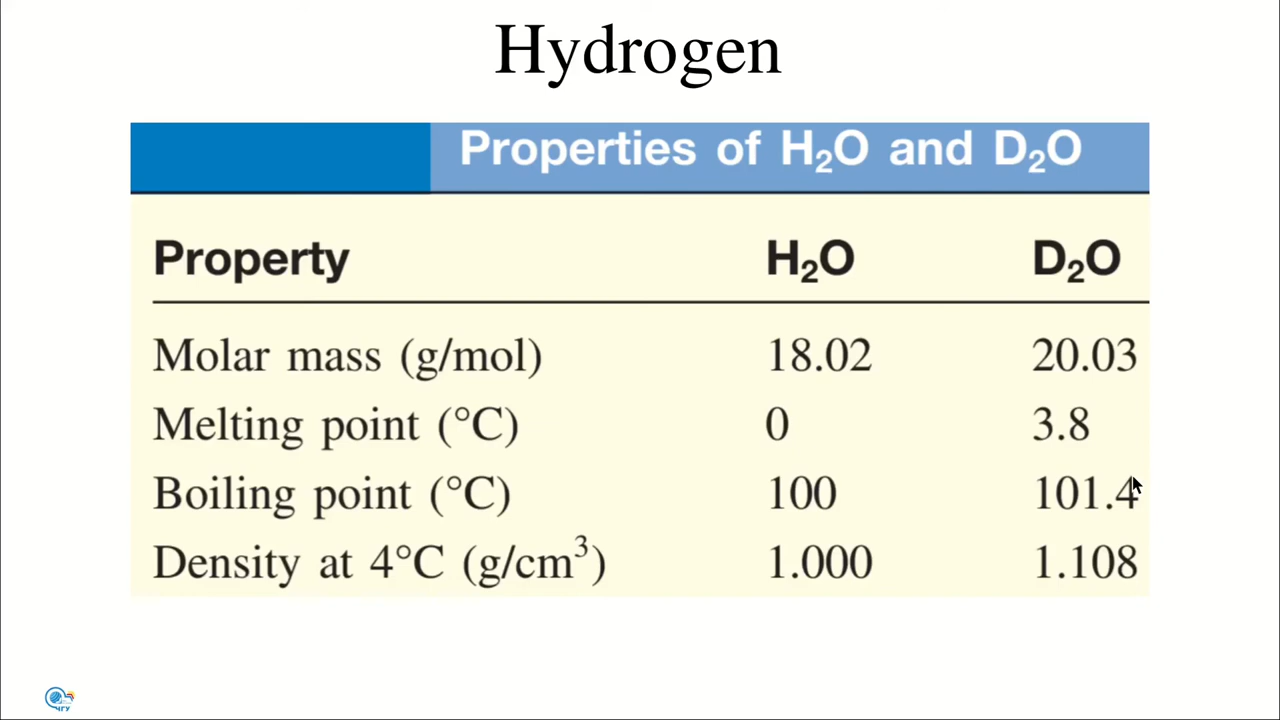 Hydrogen
Properties of H₂O and D₂O
Property H₂O D₂O
Molar mass (g/mol) 18.02 20.03
Melting point (°C) 0 3.8
Boiling point (°C) 100 101.4
Density at 4°C (g/cm³) 1.000 1.108
ЧГУ